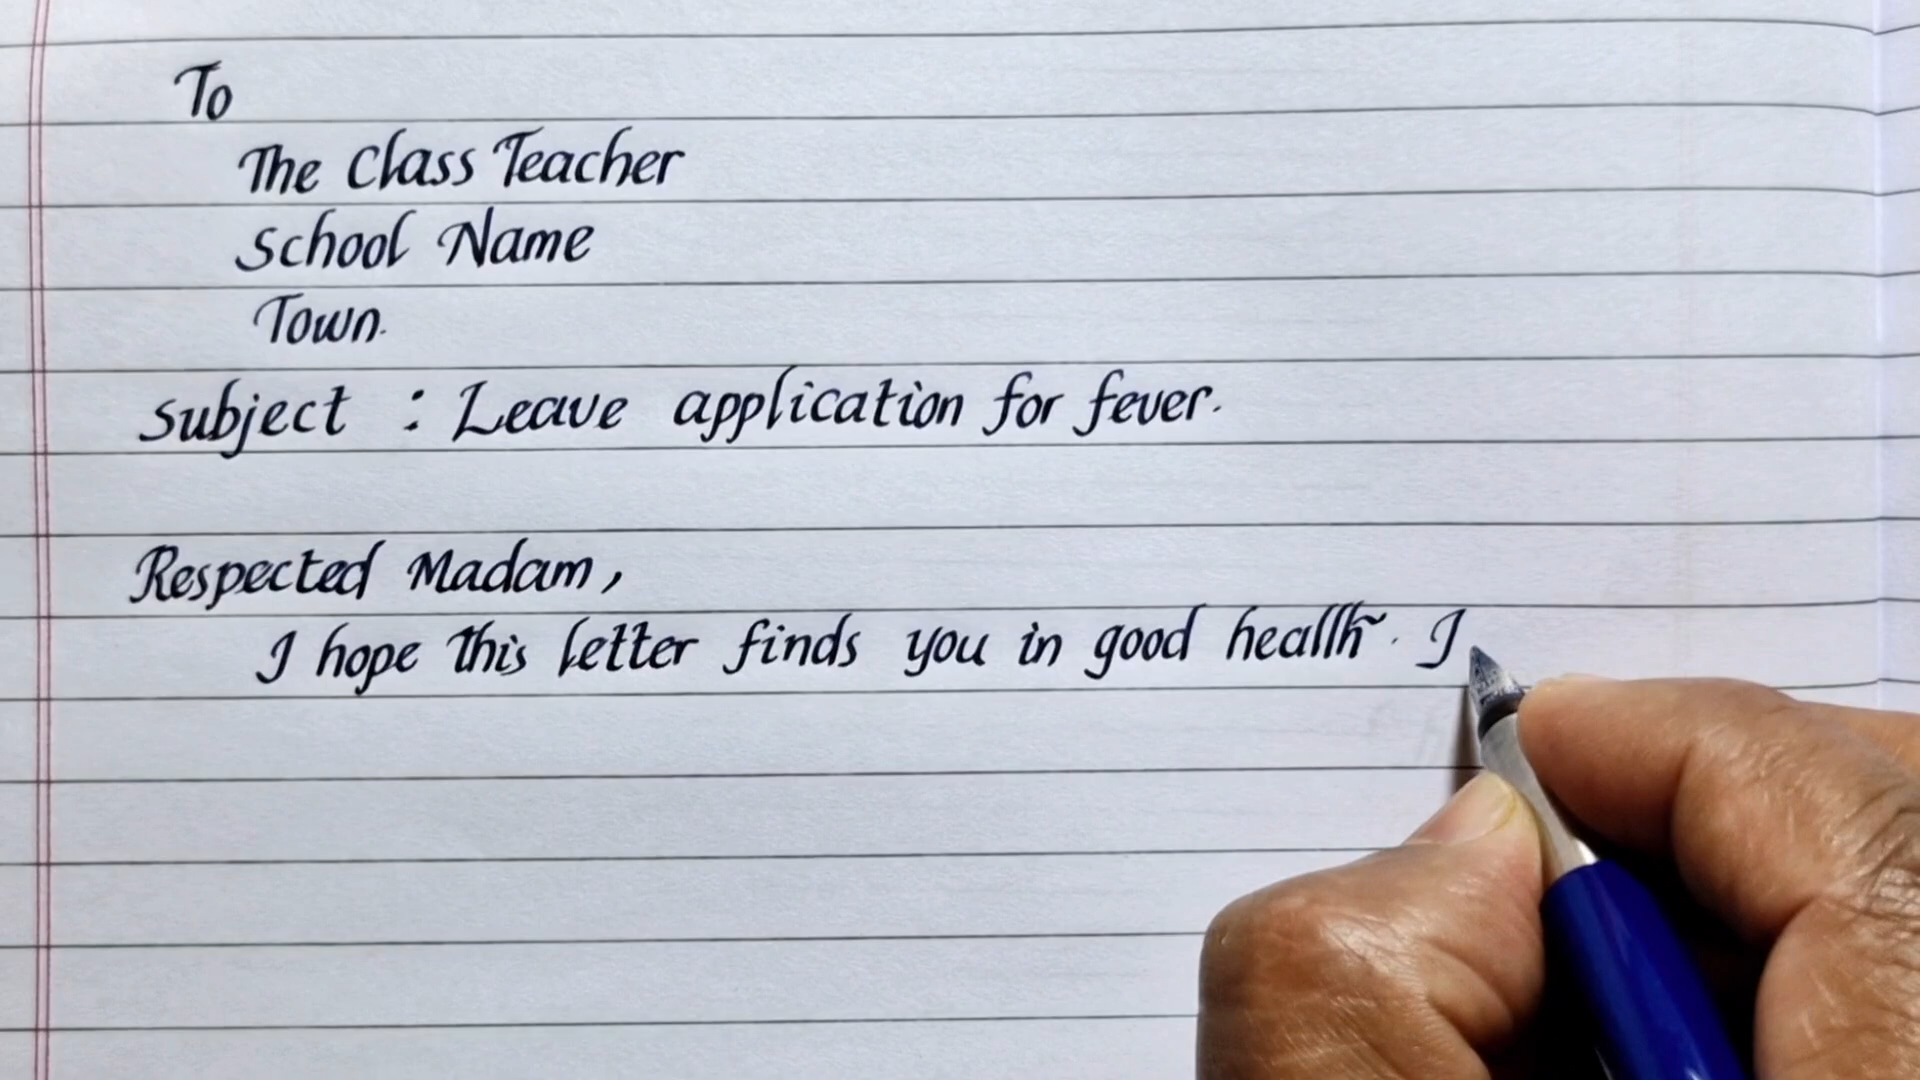 To
The Class Teacher
School Name
Town.
Subject : Leave application for fever.
Respected Madam,
I hope this letter finds you in good health. I